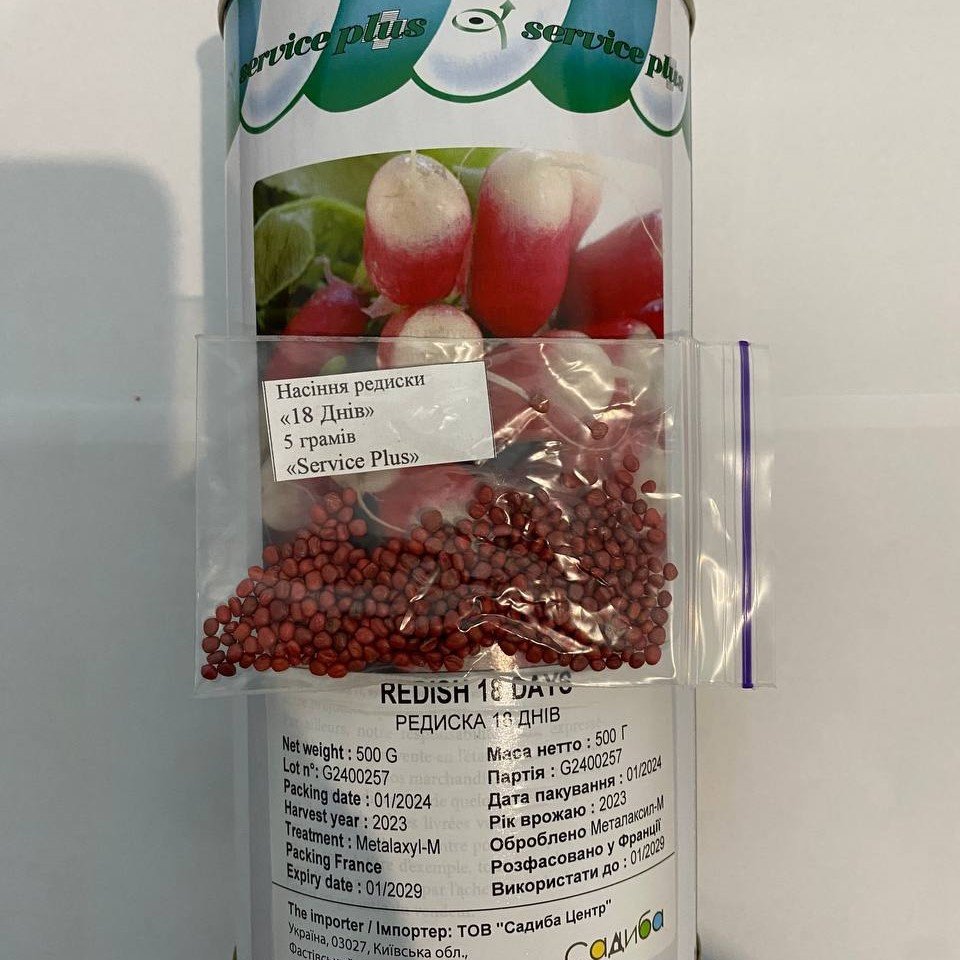 service plus service plus
Насіння редиски
«18 Днів»
5 грамів
«Service Plus»
REDISH 18 DAYS
РЕДИСКА 18 ДНІВ
Net weight : 500 G
Lot n°: G2400257
Packing date : 01/2024
Harvest year : 2023
Treatment : Metalaxyl-M
Packing France
Expiry date : 01/2029
Маса нетто : 500 Г
Партія : G2400257
Дата пакування : 01/2024
Рік врожаю : 2023
Оброблено Металаксил-М
Розфасовано у Франції
Використати до : 01/2029
The importer / Імпортер: ТОВ "Садиба Центр"
Україна, 03027, Київська обл.,
садиба